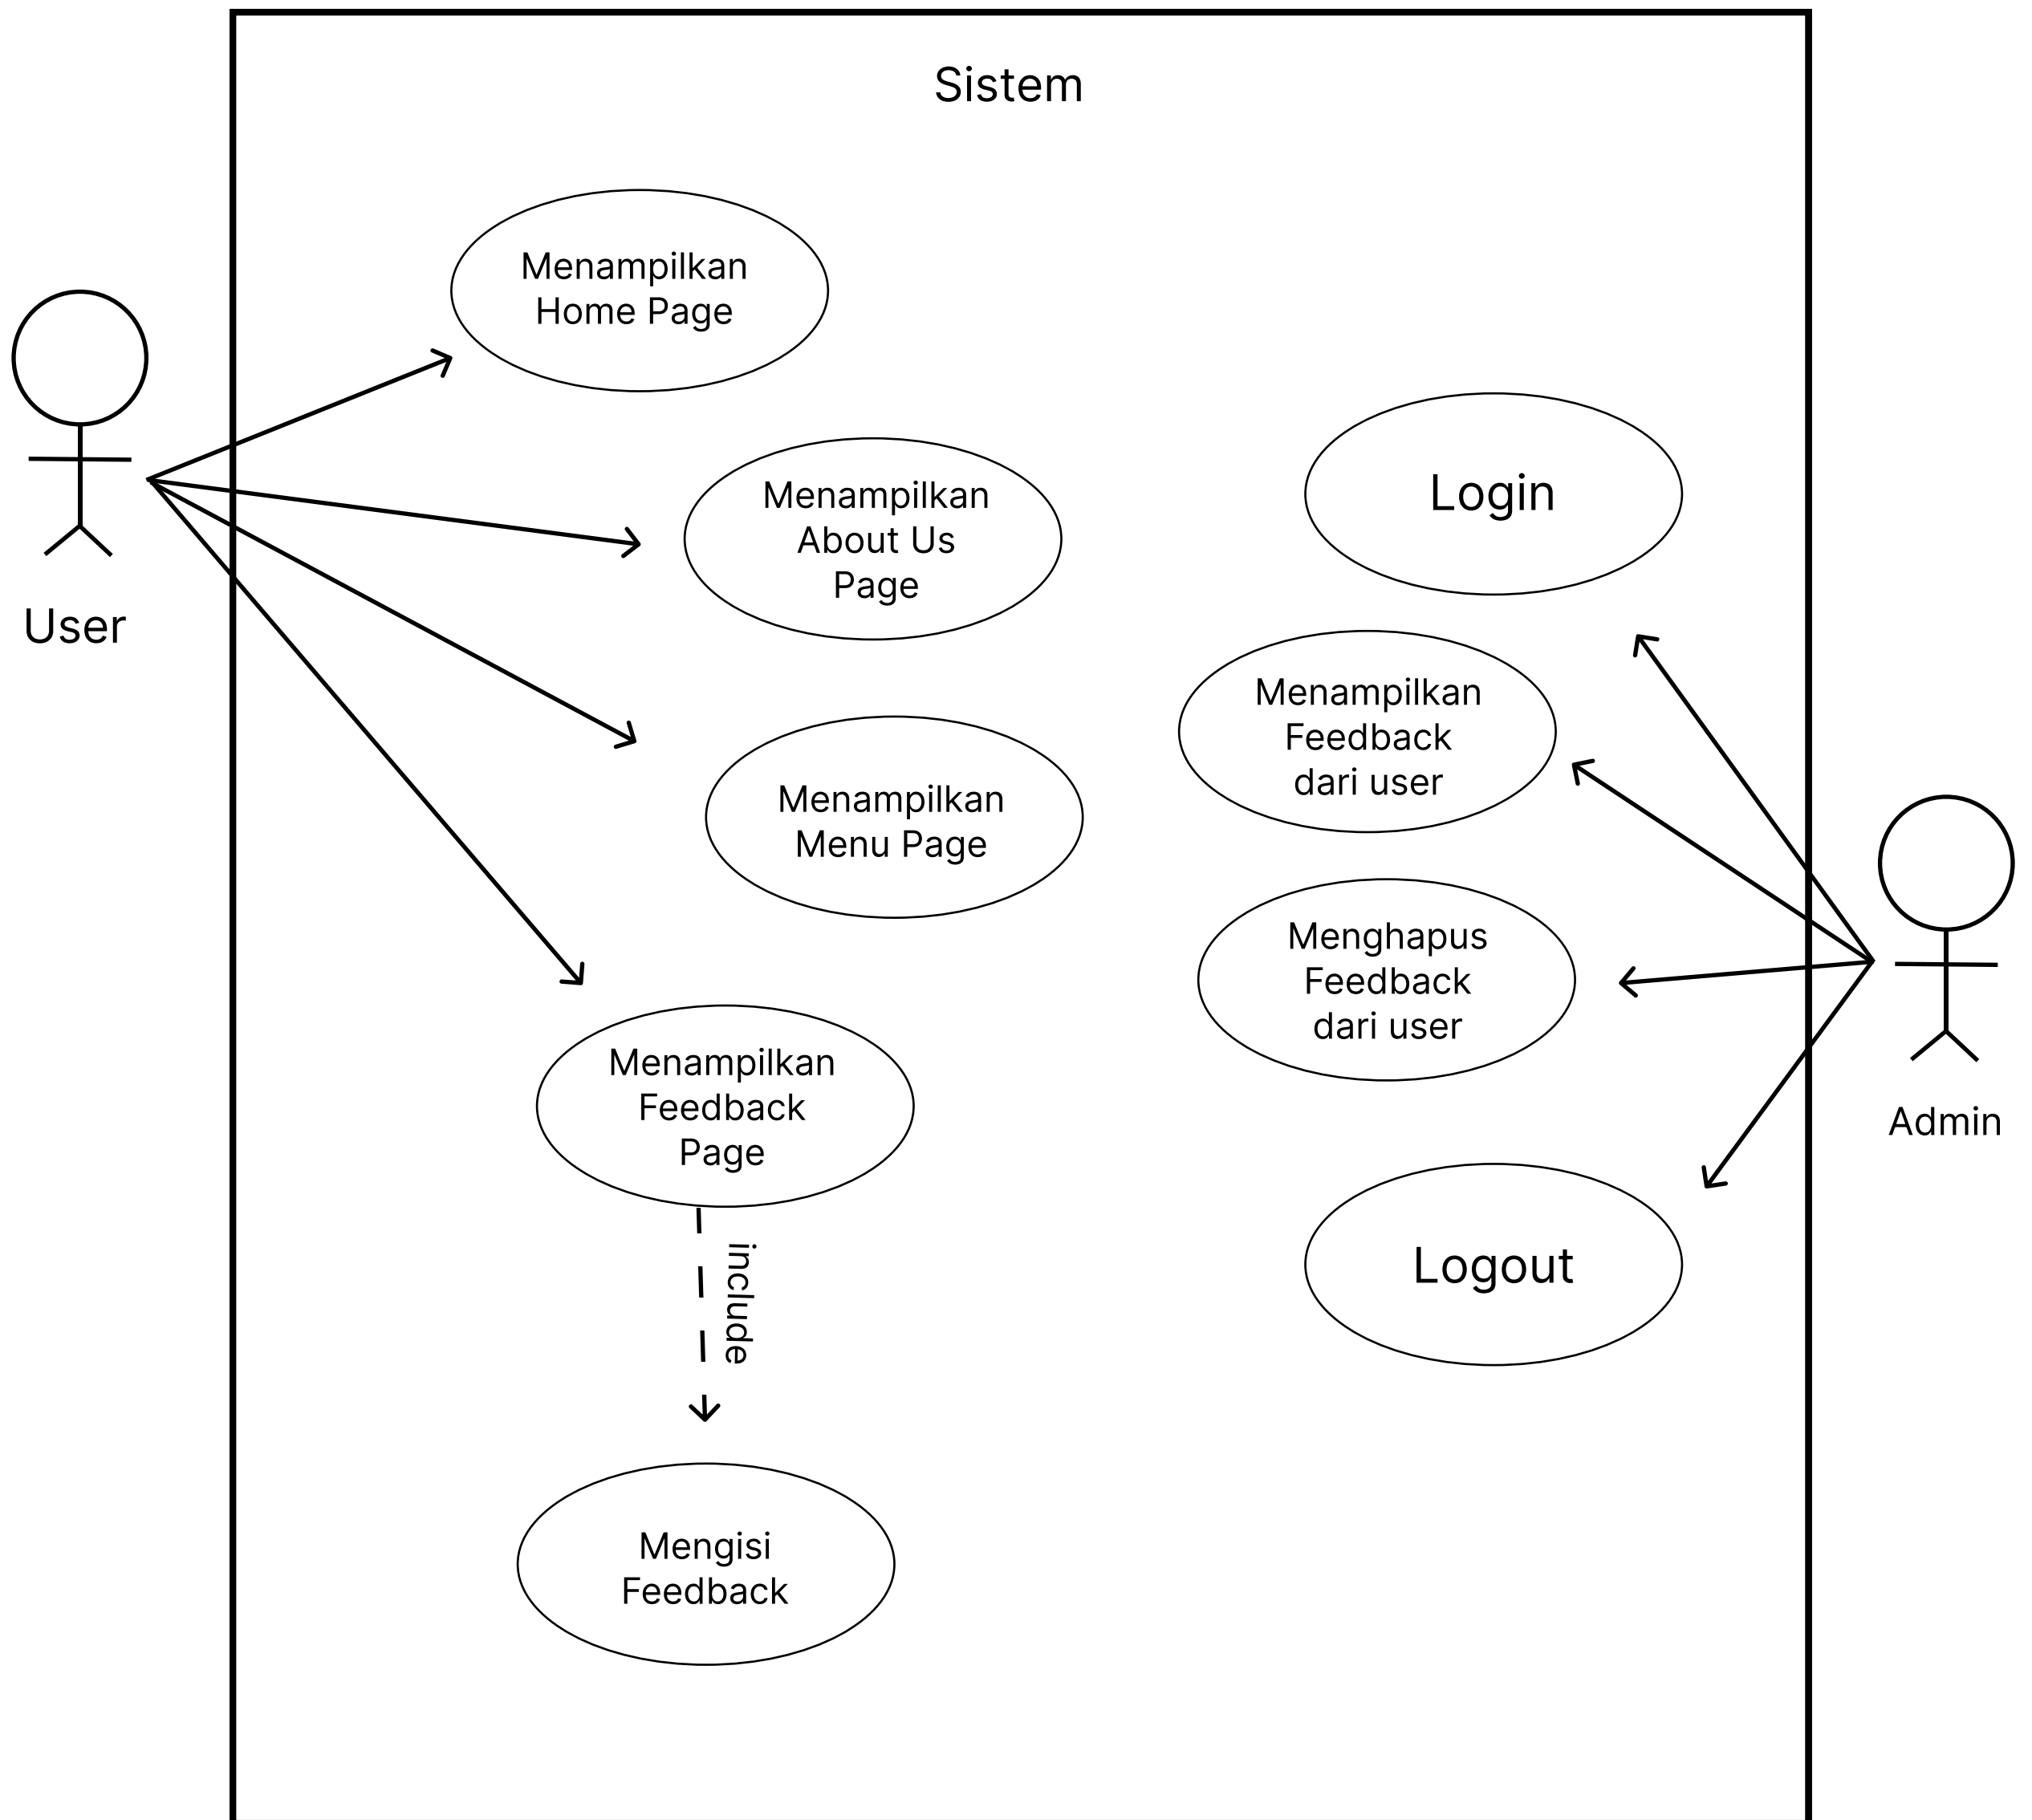 Sistem
Menampilkan
Home Page
User
Menampilkan
About Us
Page
Menampilkan
Menu Page
Menampilkan
Feedback
Page
include
Mengisi
Feedback
Login
Menampilkan
Feedback
dari user
Menghapus
Feedback
dari user
Admin
Logout